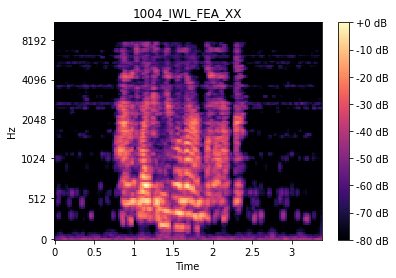 1004_IWL_FEA_XX
+0 dB
8192
-10 dB
4096
-20 dB
-30 dB
2048
Hz
-40 dB
1024
-50 dB
512
-60 dB
-70 dB
0
-80 dB
0 0.5 1 1.5 2 2.5 3
Time